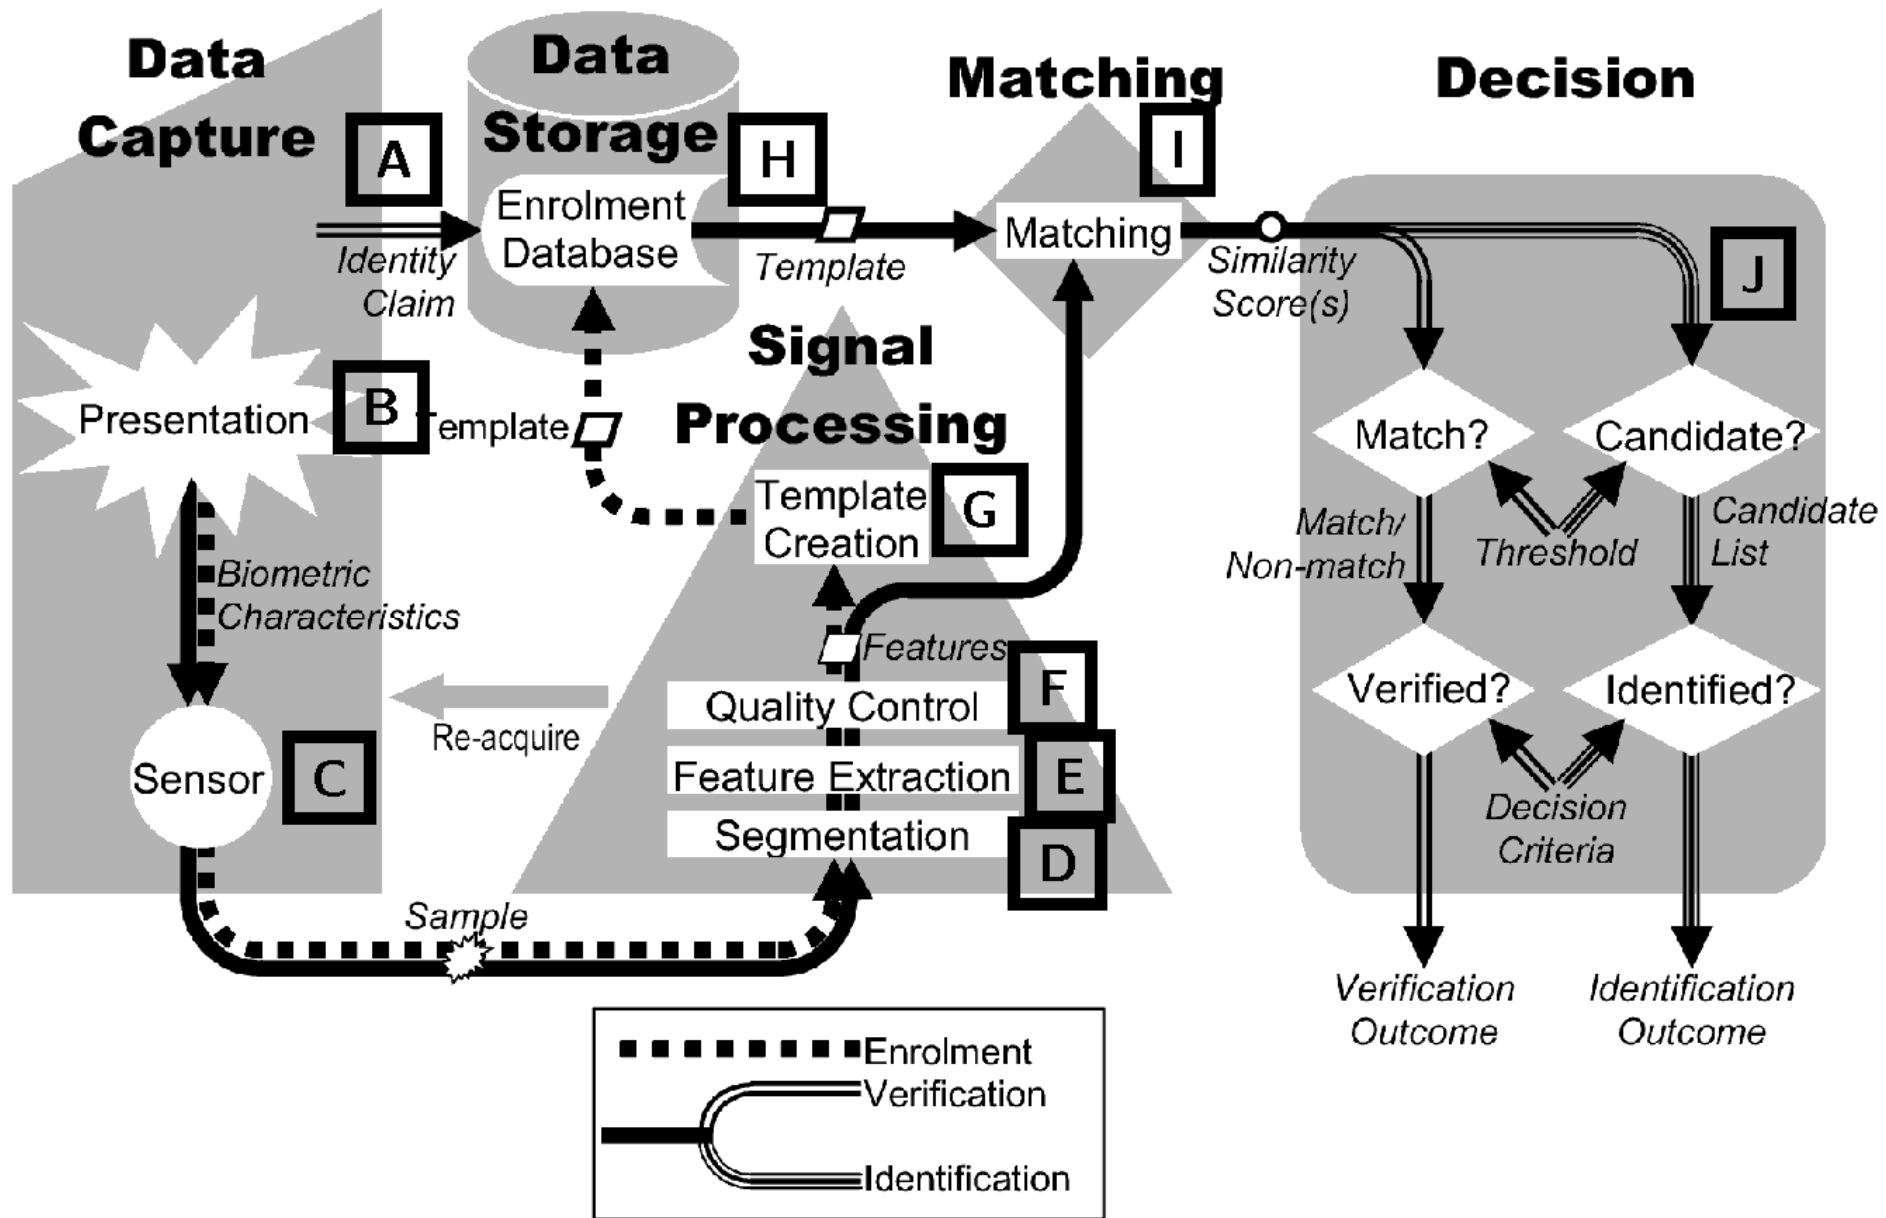 Data
Capture
A
Identity
Claim
Presentation
B
Biometric
Characteristics
Sensor
C
Sample
Re-acquire
Data
Storage
H
Enrolment
Database
Template
Template
Signal
Processing
Template
Creation
G
Features
Quality Control
F
Feature Extraction
E
Segmentation
D
Matching
I
Matching
Similarity
Score(s)
Decision
J
Match?
Candidate?
Match/
Non-match
Threshold
Candidate
List
Verified?
Identified?
Decision
Criteria
Verification
Outcome
Identification
Outcome
Enrolment
Verification
Identification